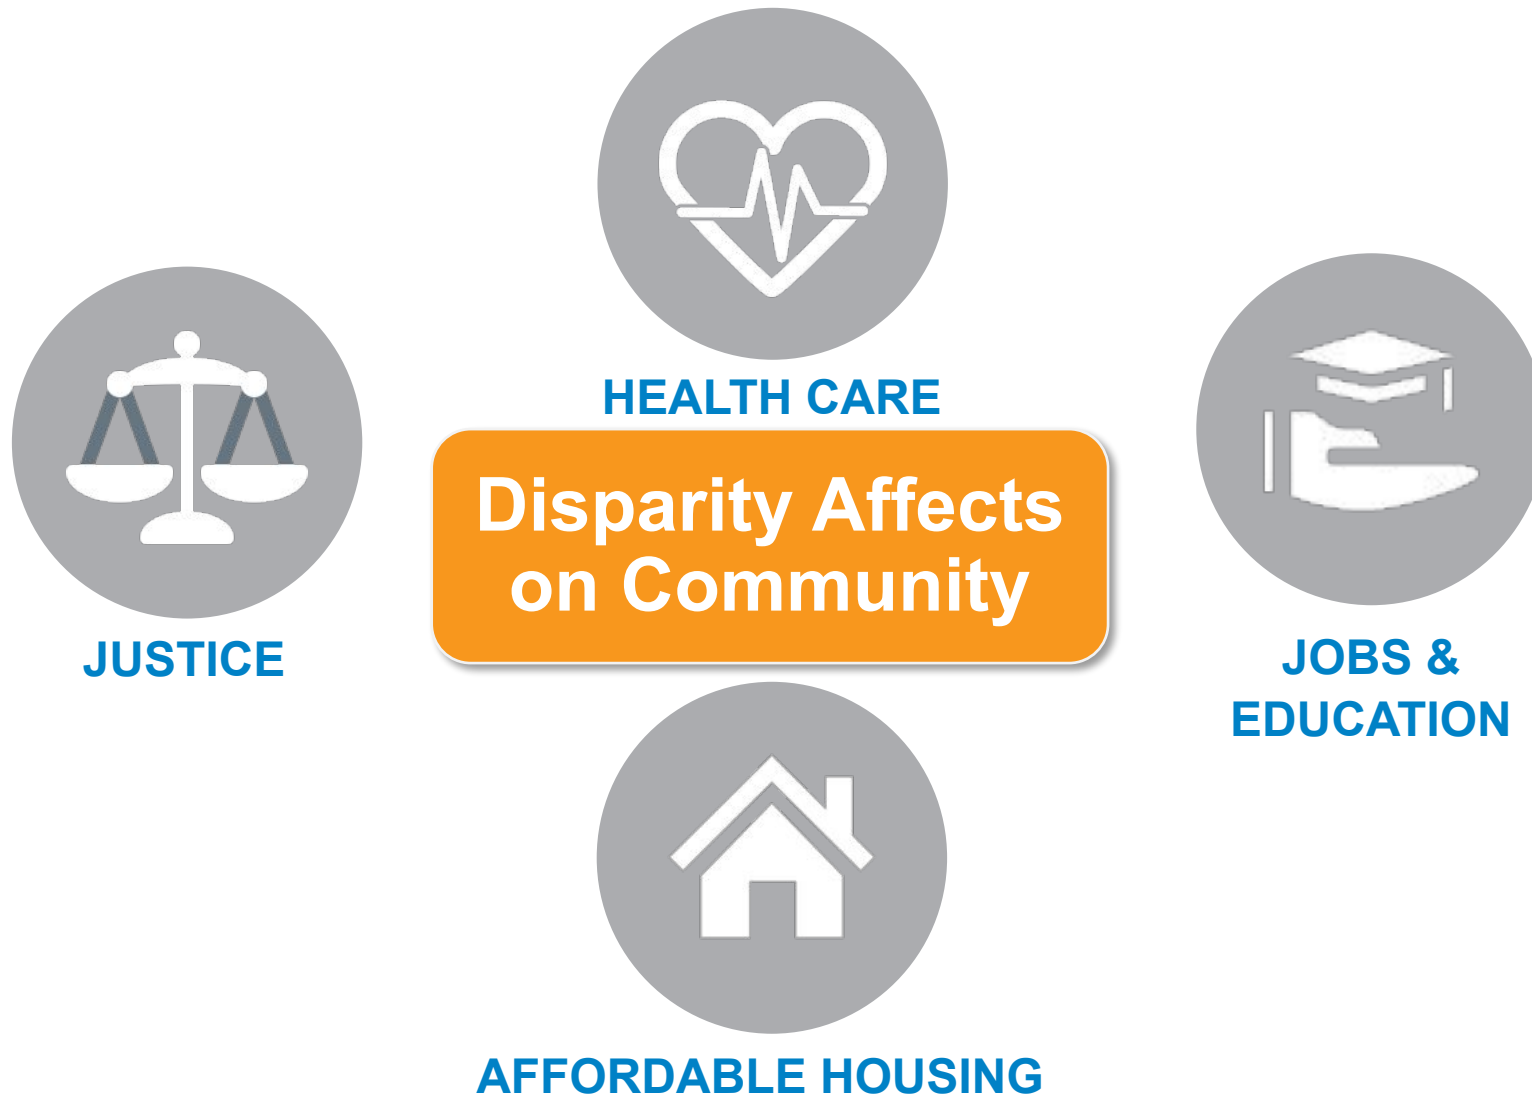 HEALTH CARE
Disparity Affects
on Community
JUSTICE
JOBS &
EDUCATION
AFFORDABLE HOUSING